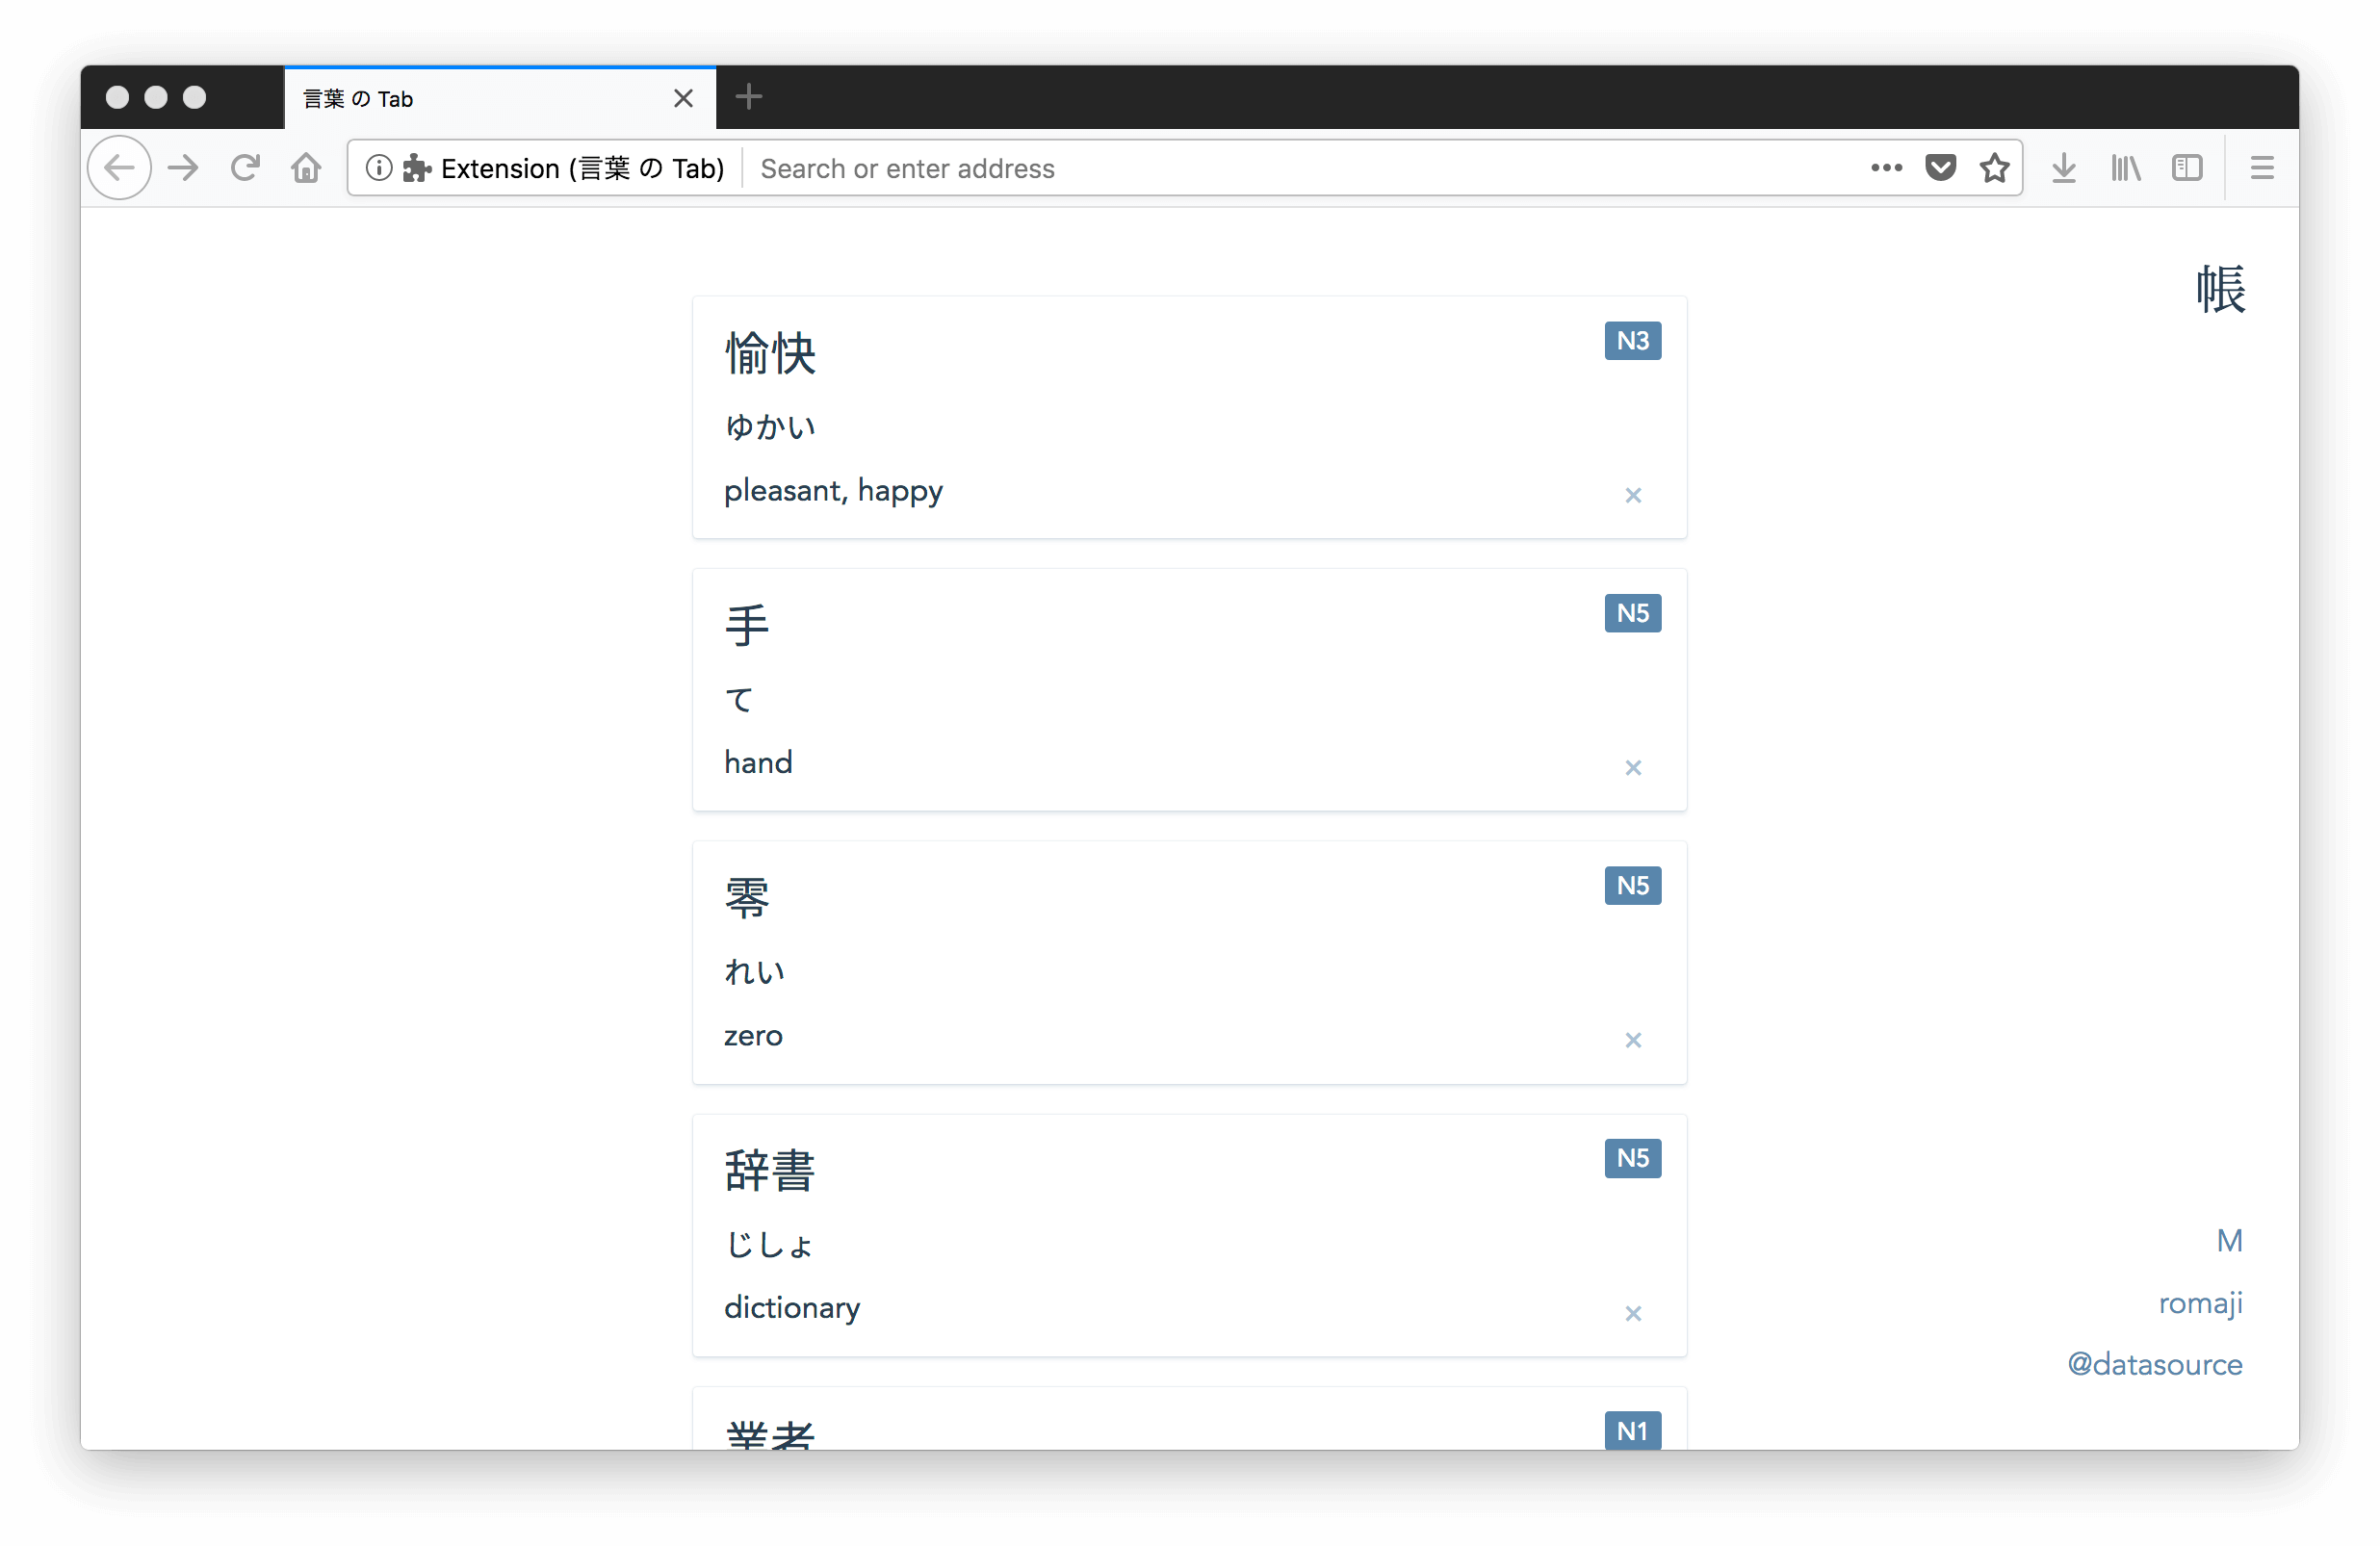 言葉 の Tab
Extension (言葉 の Tab) Search or enter address
帳
愉快 N3
ゆかい
pleasant, happy ×
手 N5
て
hand ×
零 N5
れい
zero ×
辞書 N5
じしょ
dictionary ×
業者 N1
M
romaji
@datasource